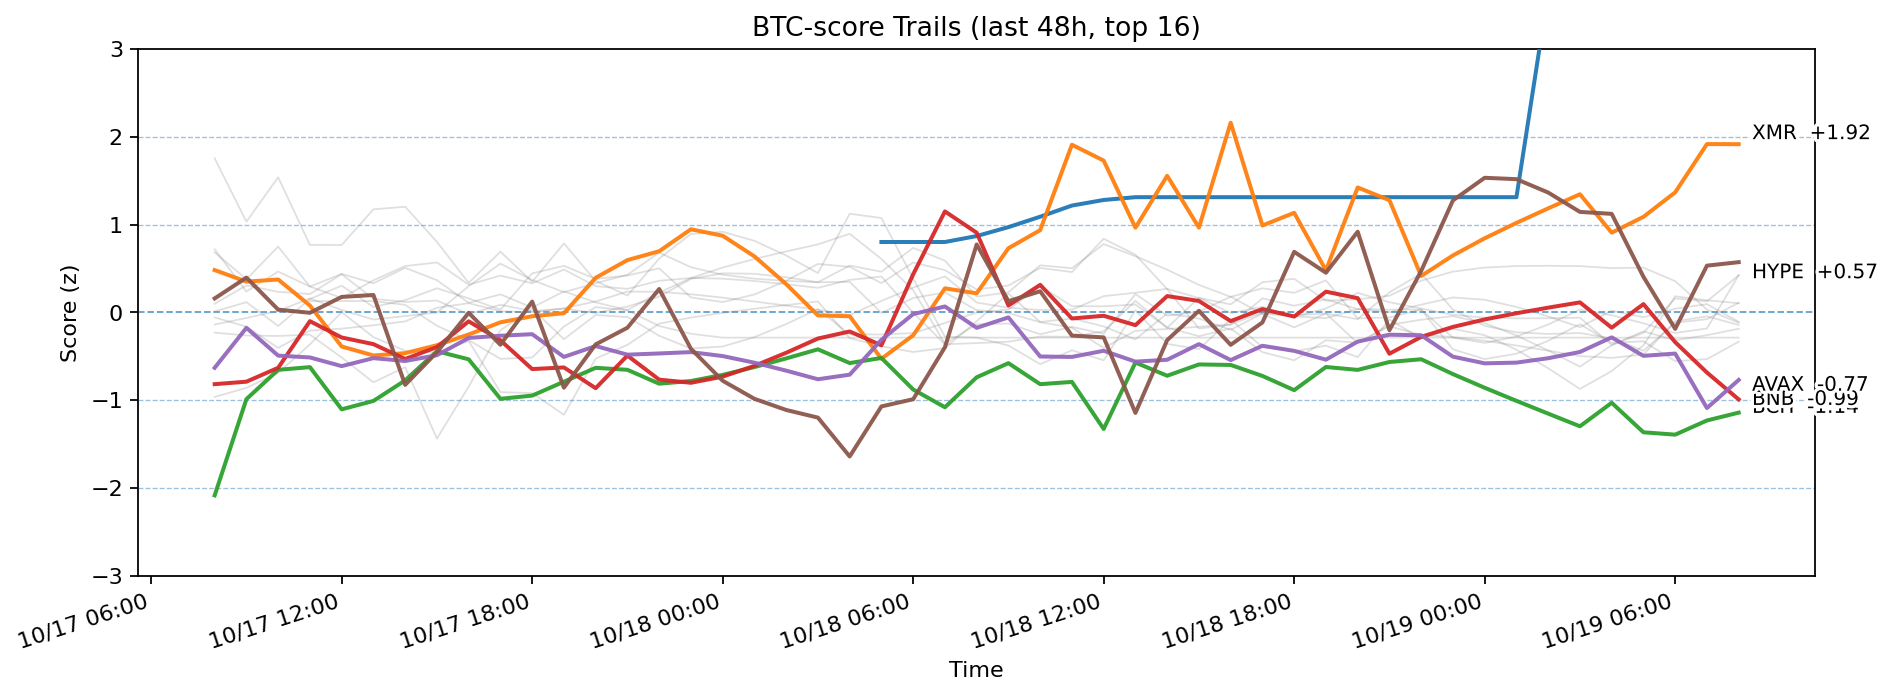 BTC-score Trails (last 48h, top 16)
Score (z)
3
2
1
0
−1
−2
−3
XMR +1.92
HYPE +0.57
AVAX -0.77
BNB -0.99
BCH -1.14
10/17 06:00
10/17 12:00
10/17 18:00
10/18 00:00
10/18 06:00
10/18 12:00
10/18 18:00
10/19 00:00
10/19 06:00
Time